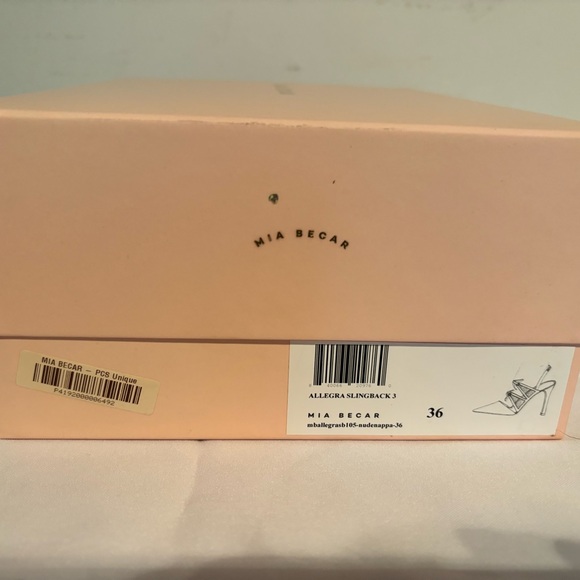 MIA BECAR
MIA BECAR — PCS Unique
P4192000006492
ALLEGRA SLINGBACK 3
MIA BECAR
36
mballegrasb105-nudenappa-36